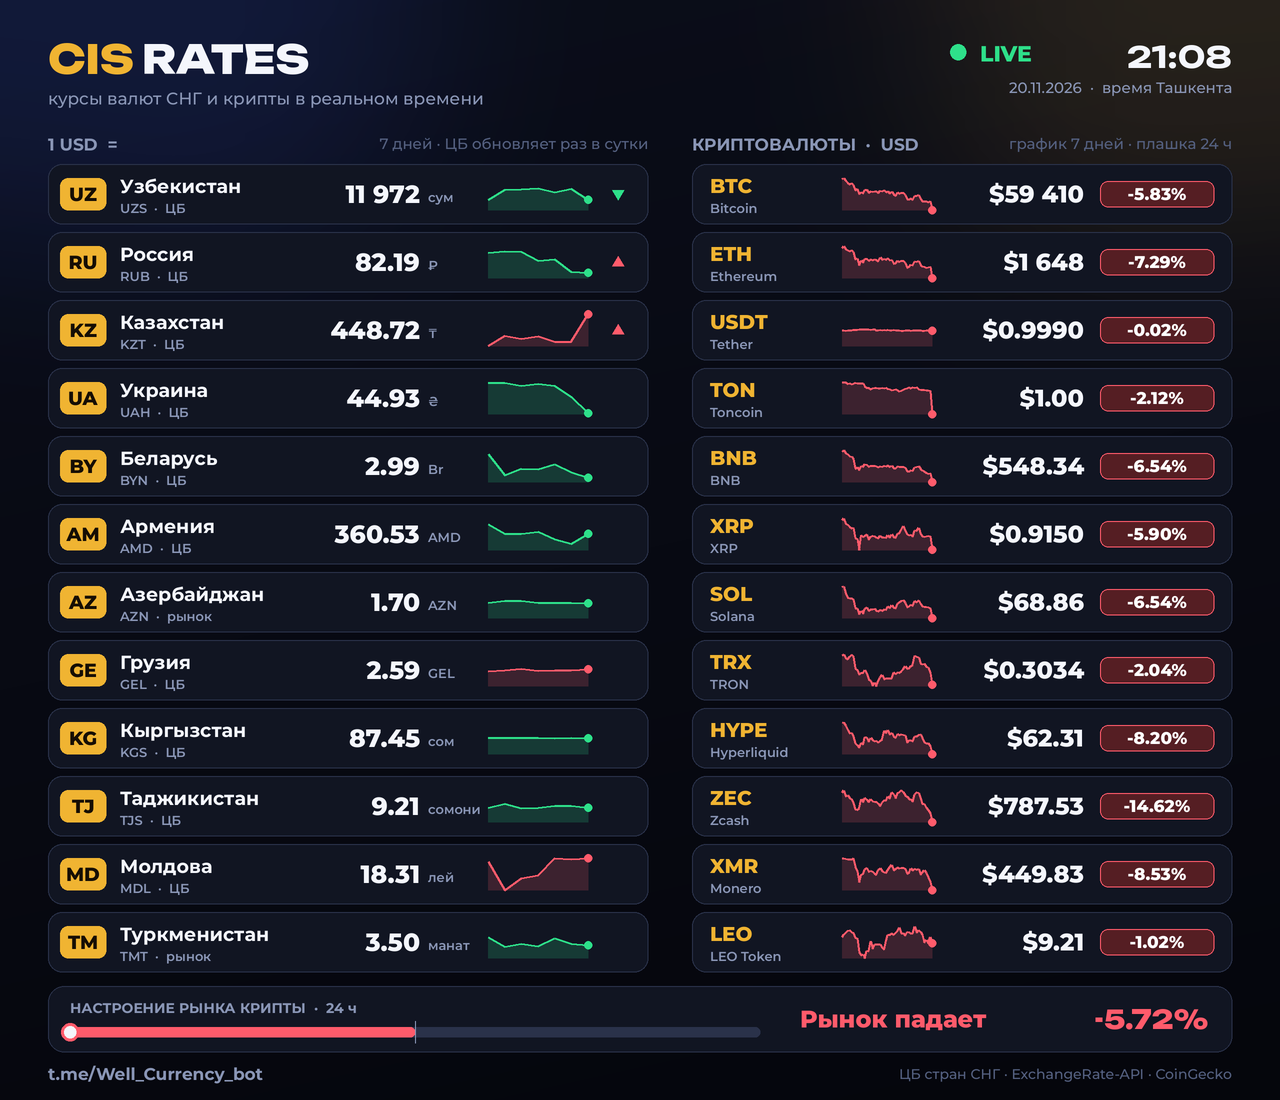 CIS RATES
курсы валют СНГ и крипты в реальном времени
LIVE
21:08
20.11.2026 · время Ташкента
1 USD =
7 дней · ЦБ обновляет раз в сутки
UZ
Узбекистан
UZS · ЦБ
11 972 сум
RU
Россия
RUB · ЦБ
82.19 ₽
KZ
Казахстан
KZT · ЦБ
448.72 ₸
UA
Украина
UAH · ЦБ
44.93 ₴
BY
Беларусь
BYN · ЦБ
2.99 Br
AM
Армения
AMD · ЦБ
360.53 AMD
AZ
Азербайджан
AZN · рынок
1.70 AZN
GE
Грузия
GEL · ЦБ
2.59 GEL
KG
Кыргызстан
KGS · ЦБ
87.45 сом
TJ
Таджикистан
TJS · ЦБ
9.21 сомони
MD
Молдова
MDL · ЦБ
18.31 лей
TM
Туркменистан
TMT · рынок
3.50 манат
КРИПТОВАЛЮТЫ · USD
график 7 дней · плашка 24 ч
BTC
Bitcoin
$59 410
-5.83%
ETH
Ethereum
$1 648
-7.29%
USDT
Tether
$0.9990
-0.02%
TON
Toncoin
$1.00
-2.12%
BNB
BNB
$548.34
-6.54%
XRP
XRP
$0.9150
-5.90%
SOL
Solana
$68.86
-6.54%
TRX
TRON
$0.3034
-2.04%
HYPE
Hyperliquid
$62.31
-8.20%
ZEC
Zcash
$787.53
-14.62%
XMR
Monero
$449.83
-8.53%
LEO
LEO Token
$9.21
-1.02%
НАСТРОЕНИЕ РЫНКА КРИПТЫ · 24 ч
Рынок падает
-5.72%
t.me/Well_Currency_bot
ЦБ стран СНГ · ExchangeRate-API · CoinGecko